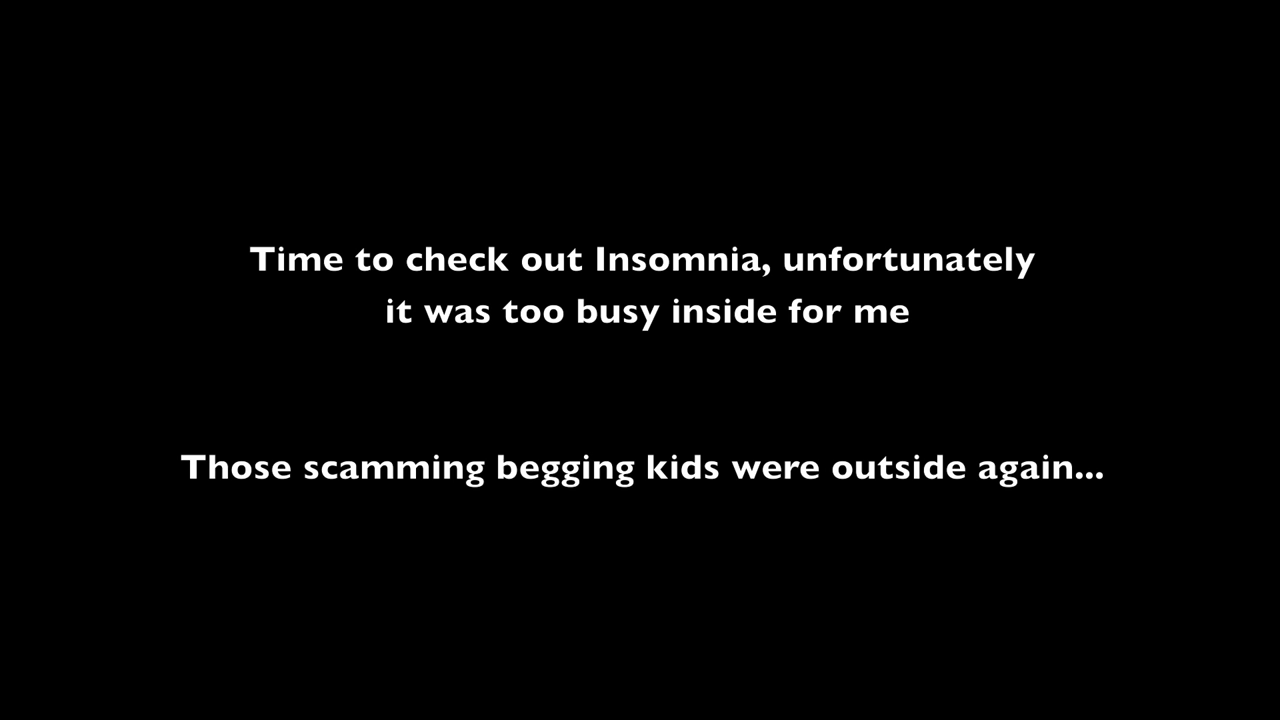 Time to check out Insomnia, unfortunately
it was too busy inside for me
Those scamming begging kids were outside again...